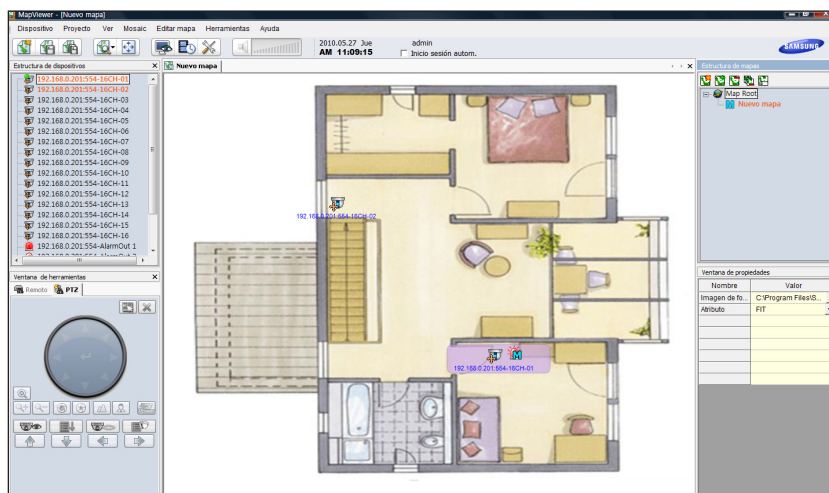 MapViewer - [Nuevo mapa]
Dispositivo Proyecto Ver Mosaic Editar mapa Herramientas Ayuda
2010.05.27 Jue admin
AM 11:09:15 Inicio sesión autom.
SAMSUNG
Estructura de dispositivos X
Nuevo mapa
Estructura de mapas
192.168.0.201:554-16CH-01
192.168.0.201:554-16CH-02
192.168.0.201:554-16CH-03
192.168.0.201:554-16CH-04
192.168.0.201:554-16CH-05
192.168.0.201:554-16CH-06
192.168.0.201:554-16CH-07
192.168.0.201:554-16CH-08
192.168.0.201:554-16CH-09
192.168.0.201:554-16CH-10
192.168.0.201:554-16CH-11
192.168.0.201:554-16CH-12
192.168.0.201:554-16CH-13
192.168.0.201:554-16CH-14
192.168.0.201:554-16CH-15
192.168.0.201:554-16CH-16
192.168.0.201:554-AlarmOut 1
Map Root
Nuevo mapa
192.168.0.201:554-16CH-02
192.168.0.201:554-16CH-01
Ventana de herramientas X
Remoto PTZ
Ventana de propiedades
Nombre Valor
Imagen de fo... C:\Program Files\S...
Atributo FIT